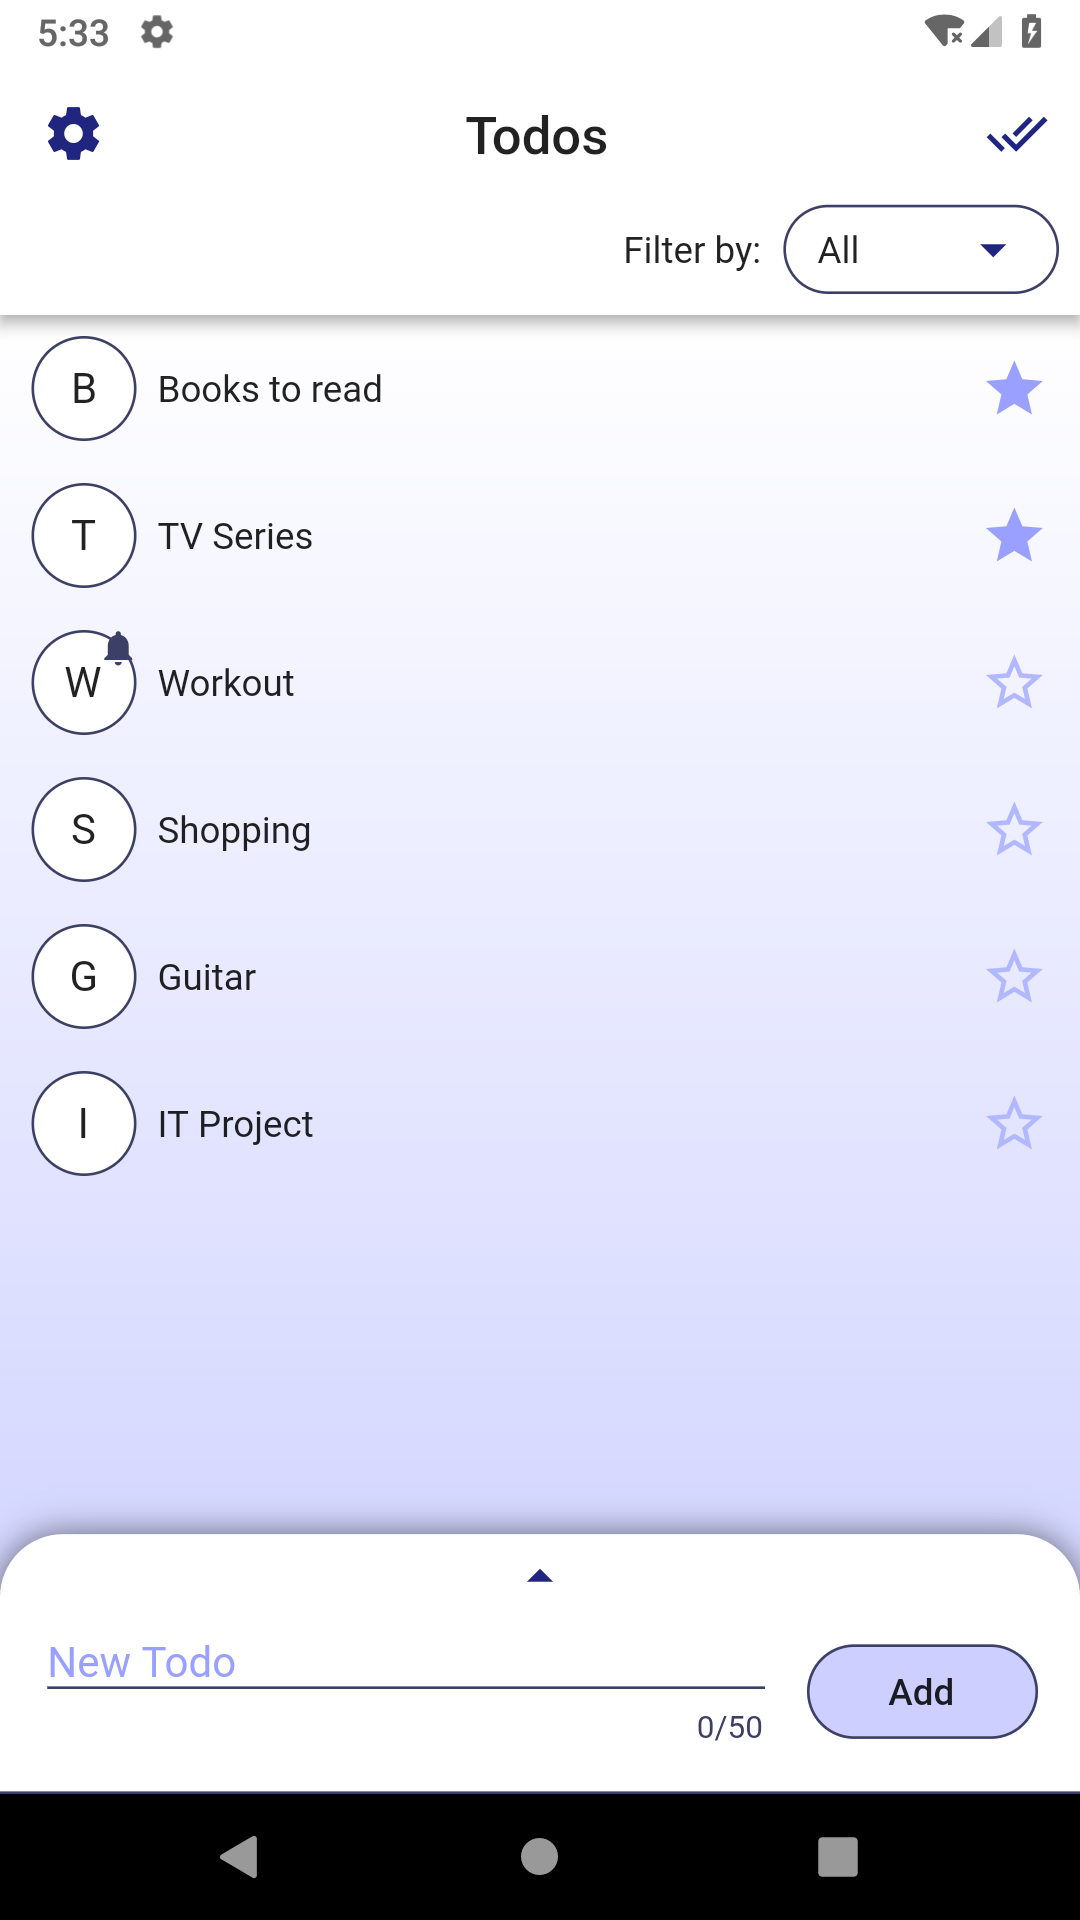 5:33
Todos
Filter by: All
B Books to read
T TV Series
W Workout
S Shopping
G Guitar
I IT Project
New Todo
Add
0/50